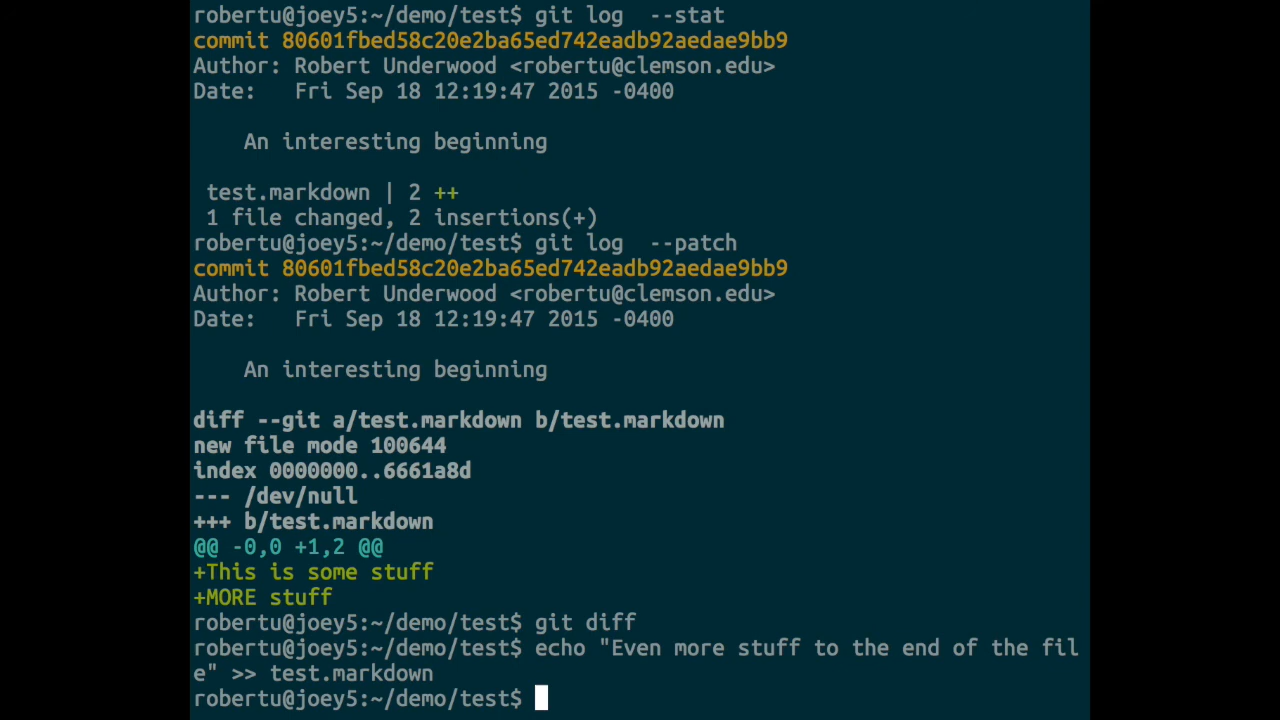 robertu@joey5:~/demo/test$ git log  --stat
commit 80601fbed58c20e2ba65ed742eadb92aedae9bb9
Author: Robert Underwood <robertu@clemson.edu>
Date:   Fri Sep 18 12:19:47 2015 -0400
    An interesting beginning
 test.markdown | 2 ++
 1 file changed, 2 insertions(+)
robertu@joey5:~/demo/test$ git log  --patch
commit 80601fbed58c20e2ba65ed742eadb92aedae9bb9
Author: Robert Underwood <robertu@clemson.edu>
Date:   Fri Sep 18 12:19:47 2015 -0400
    An interesting beginning
diff --git a/test.markdown b/test.markdown
new file mode 100644
index 0000000..6661a8d
--- /dev/null
+++ b/test.markdown
@@ -0,0 +1,2 @@
+This is some stuff
+MORE stuff
robertu@joey5:~/demo/test$ git diff
robertu@joey5:~/demo/test$ echo "Even more stuff to the end of the fil
e" >> test.markdown
robertu@joey5:~/demo/test$